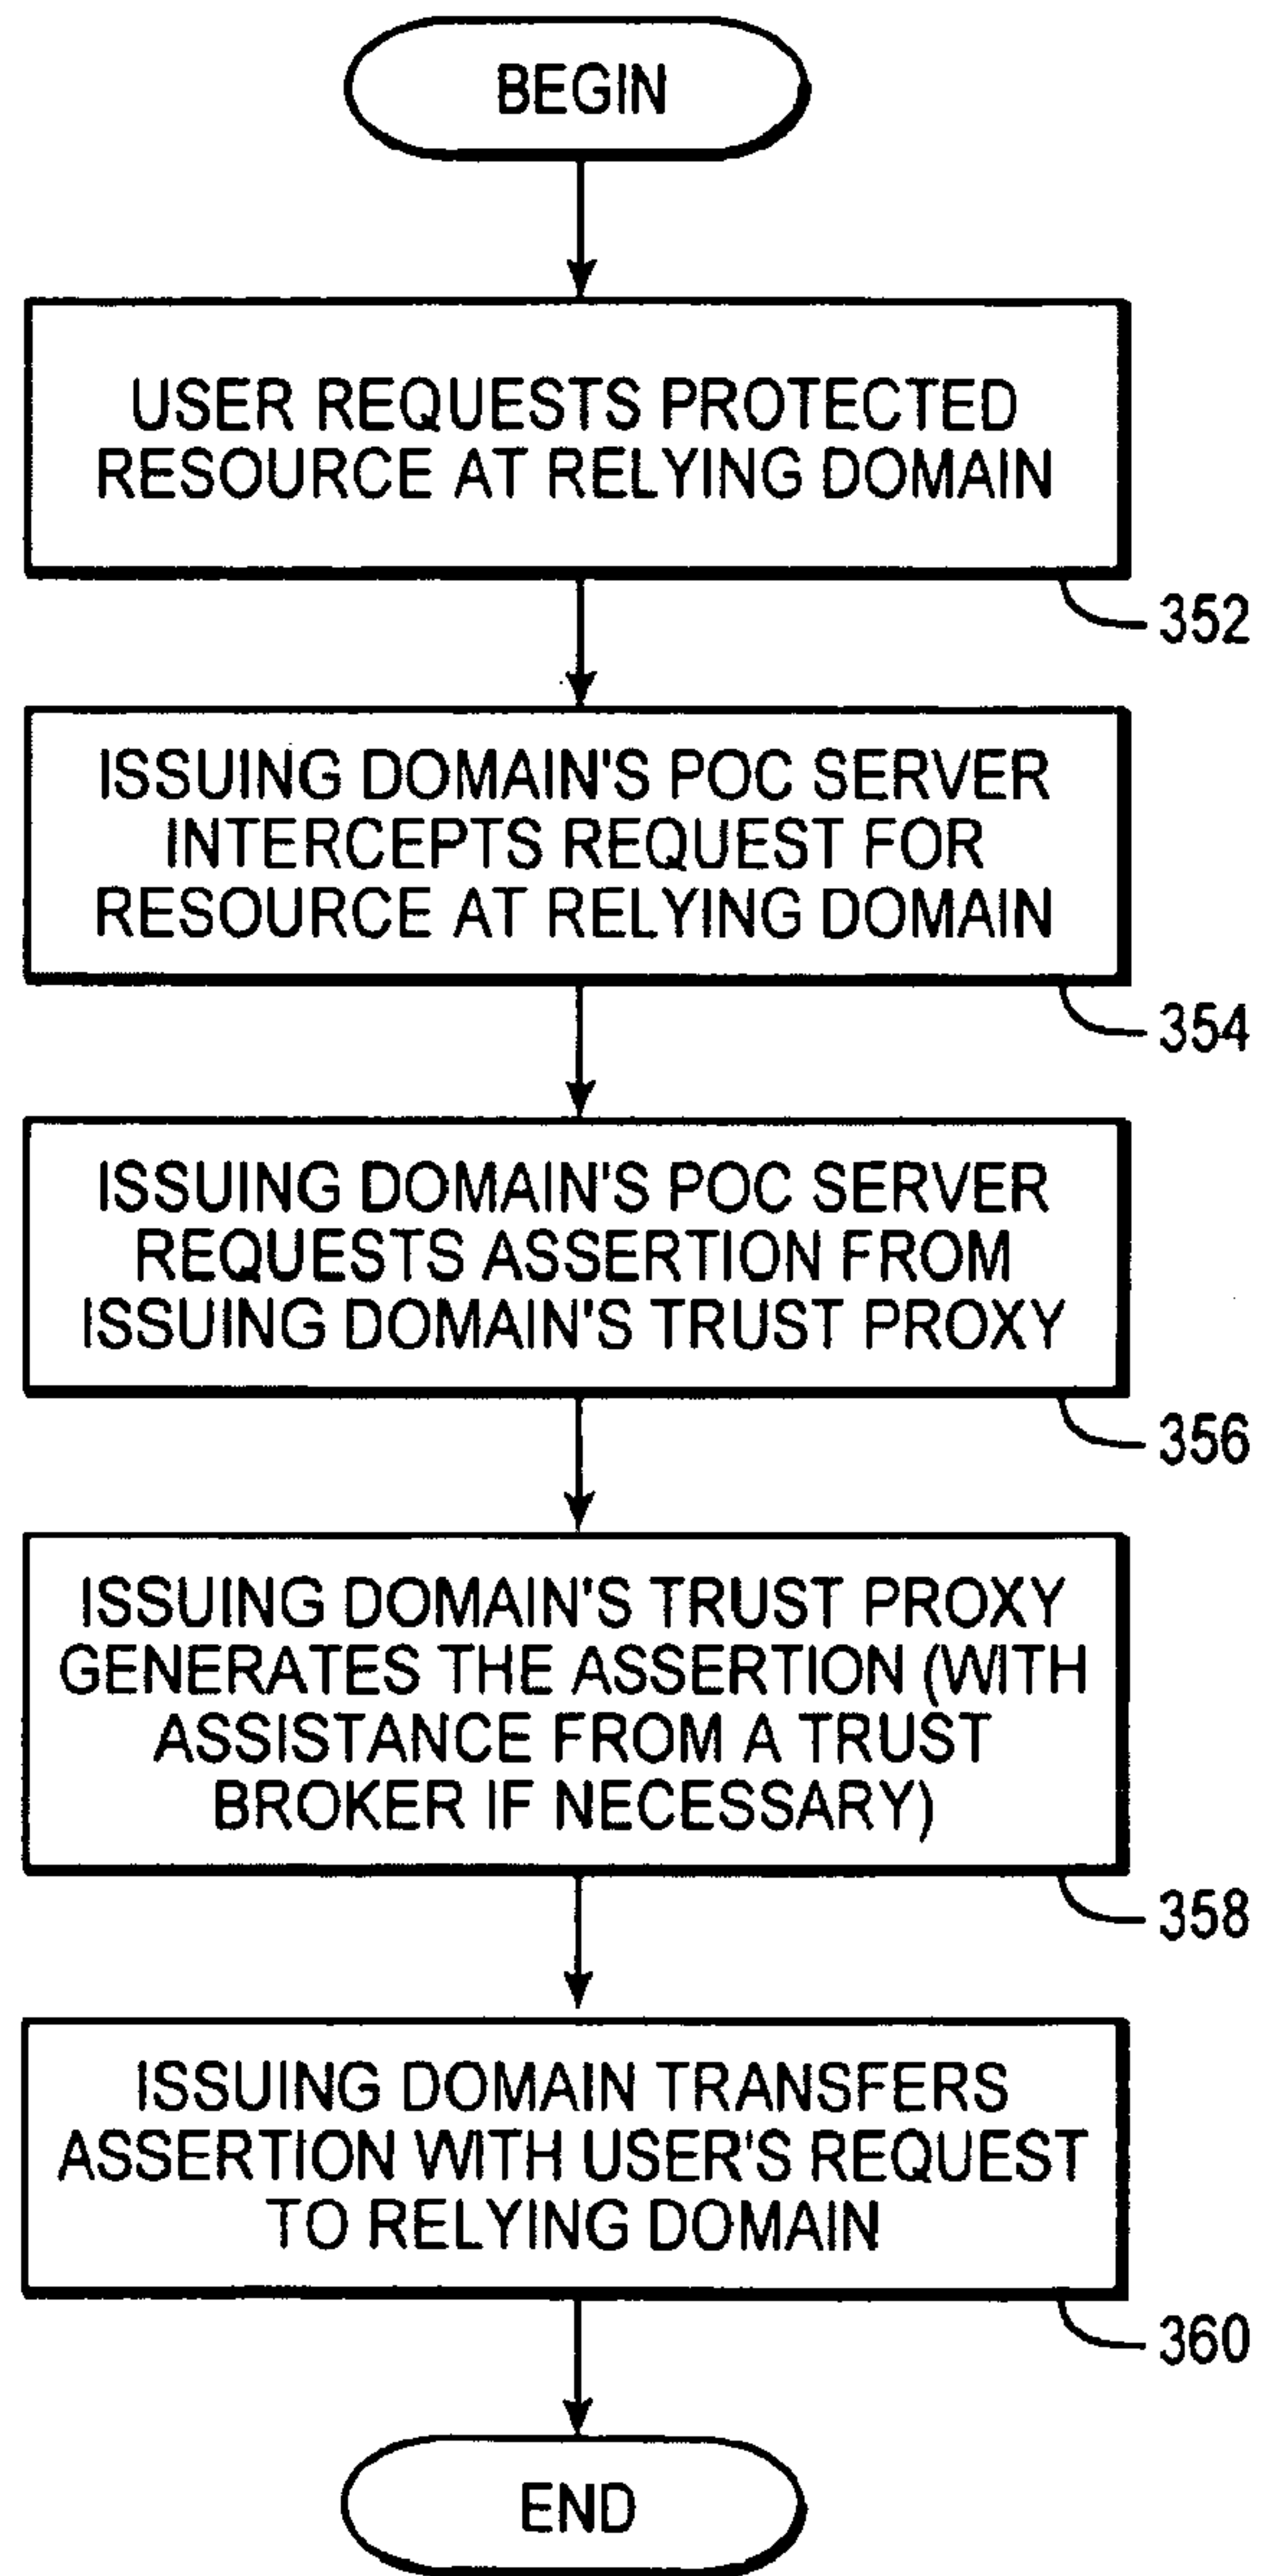 BEGIN
USER REQUESTS PROTECTED
RESOURCE AT RELYING DOMAIN
352
ISSUING DOMAIN'S POC SERVER
INTERCEPTS REQUEST FOR
RESOURCE AT RELYING DOMAIN
354
ISSUING DOMAIN'S POC SERVER
REQUESTS ASSERTION FROM
ISSUING DOMAIN'S TRUST PROXY
356
ISSUING DOMAIN'S TRUST PROXY
GENERATES THE ASSERTION (WITH
ASSISTANCE FROM A TRUST
BROKER IF NECESSARY)
358
ISSUING DOMAIN TRANSFERS
ASSERTION WITH USER'S REQUEST
TO RELYING DOMAIN
360
END